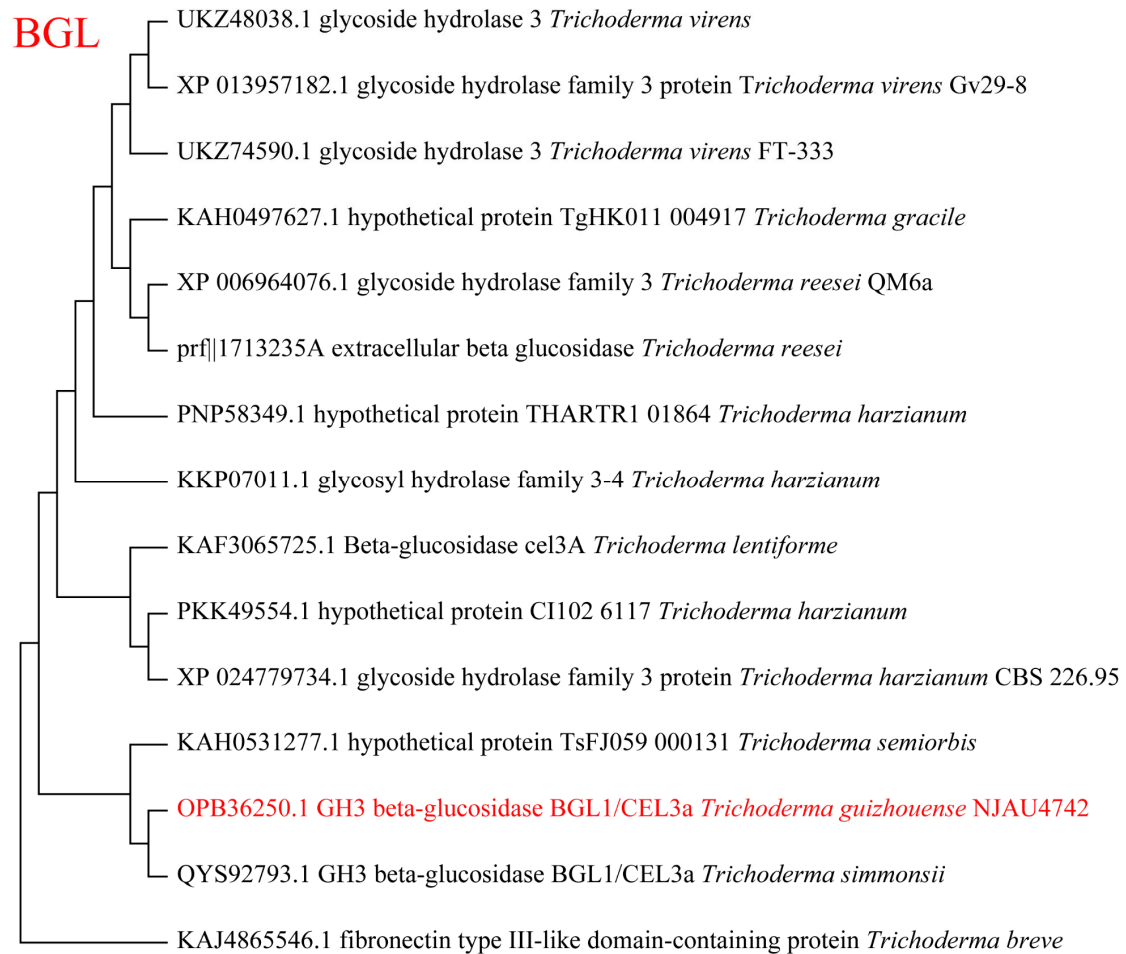 BGL
UKZ48038.1 glycoside hydrolase 3 Trichoderma virens
XP 013957182.1 glycoside hydrolase family 3 protein Trichoderma virens Gv29-8
UKZ74590.1 glycoside hydrolase 3 Trichoderma virens FT-333
KAH0497627.1 hypothetical protein TgHK011 004917 Trichoderma gracile
XP 006964076.1 glycoside hydrolase family 3 Trichoderma reesei QM6a
prf||1713235A extracellular beta glucosidase Trichoderma reesei
PNP58349.1 hypothetical protein THARTR1 01864 Trichoderma harzianum
KKP07011.1 glycosyl hydrolase family 3-4 Trichoderma harzianum
KAF3065725.1 Beta-glucosidase cel3A Trichoderma lentiforme
PKK49554.1 hypothetical protein CI102 6117 Trichoderma harzianum
XP 024779734.1 glycoside hydrolase family 3 protein Trichoderma harzianum CBS 226.95
KAH0531277.1 hypothetical protein TsFJ059 000131 Trichoderma semiorbis
OPB36250.1 GH3 beta-glucosidase BGL1/CEL3a Trichoderma guizhouense NJAU4742
QYS92793.1 GH3 beta-glucosidase BGL1/CEL3a Trichoderma simmonsii
KAJ4865546.1 fibronectin type III-like domain-containing protein Trichoderma breve